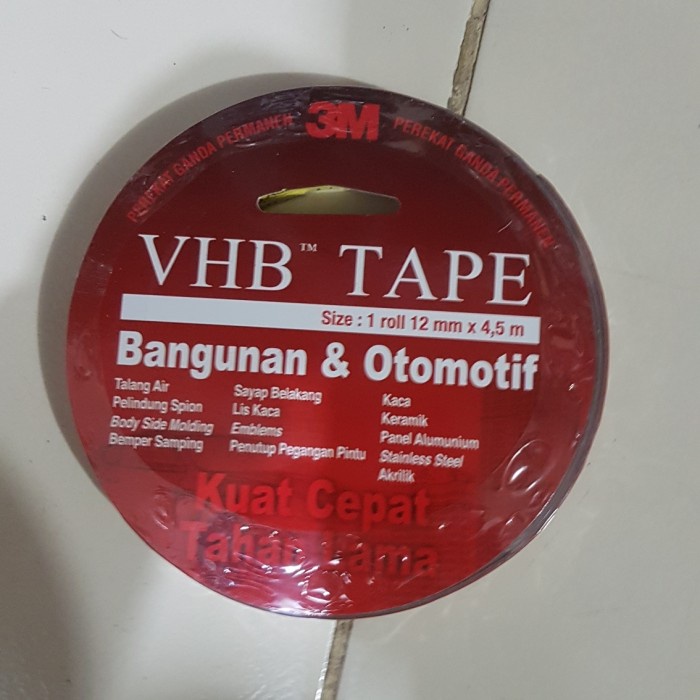 PEREKAT GANDA PERMANEN
3M
PEREKAT GANDA PERMANEN
VHB™ TAPE
Size : 1 roll 12 mm x 4,5 m
Bangunan & Otomotif
Talang Air
Pelindung Spion
Body Side Molding
Bemper Samping
Sayap Belakang
Lis Kaca
Emblems
Penutup Pegangan Pintu
Kaca
Keramik
Panel Alumunium
Stainless Steel
Akrilik
Kuat Cepat
Tahan Lama